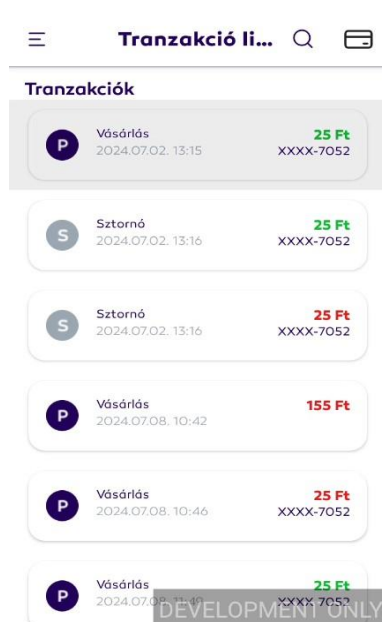 Tranzakció li...
Tranzakciók
P
Vásárlás
25 Ft
2024.07.02. 13:15
XXXX-7052
S
Sztornó
25 Ft
2024.07.02. 13:16
XXXX-7052
S
Sztornó
25 Ft
2024.07.02. 13:16
XXXX-7052
P
Vásárlás
155 Ft
2024.07.08. 10:42
P
Vásárlás
25 Ft
2024.07.08. 10:46
XXXX-7052
P
Vásárlás
25 Ft
XXXX-7052
DEVELOPMENT ONLY